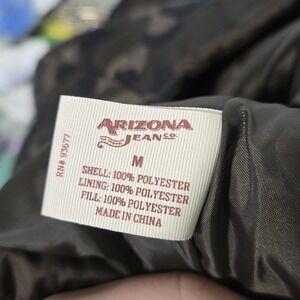 ARIZONA
JEAN CO.
M
SHELL: 100% POLYESTER
LINING: 100% POLYESTER
FILL: 100% POLYESTER
MADE IN CHINA
RN# 93677